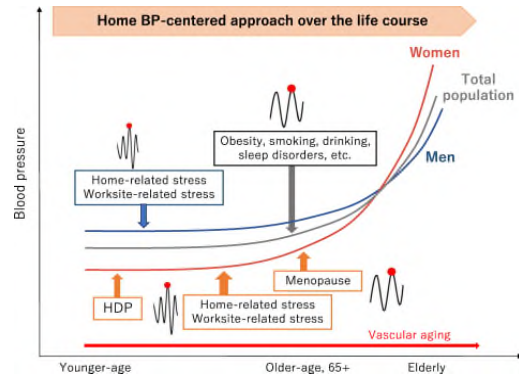 Home BP-centered approach over the life course
Women
Total
population
Men
Obesity, smoking, drinking,
sleep disorders, etc.
Home-related stress
Worksite-related stress
Blood pressure
Menopause
HDP
Home-related stress
Worksite-related stress
Vascular aging
Younger-age
Older-age, 65+
Elderly